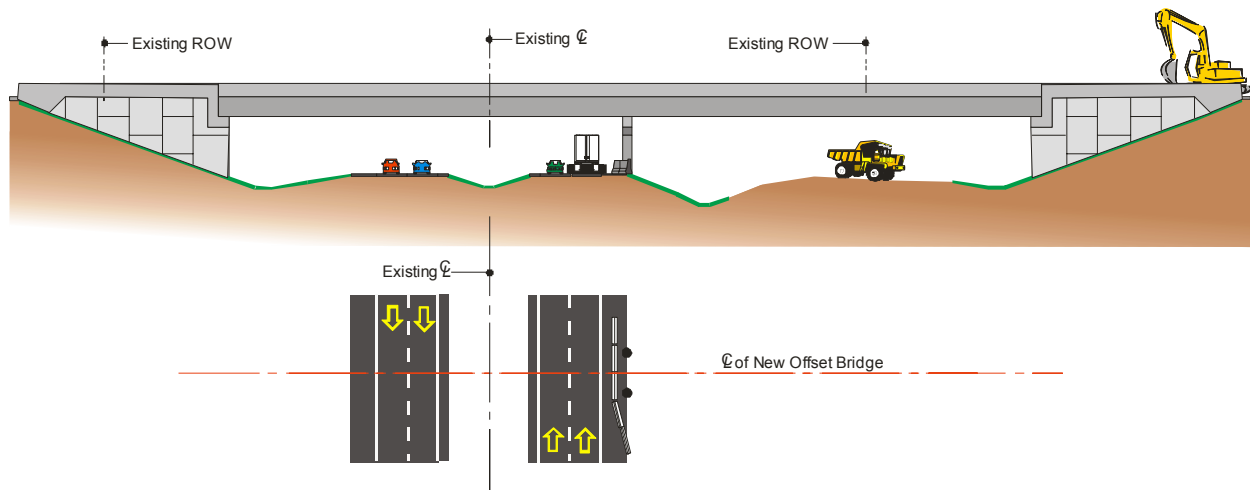 Existing ROW
Existing ℄
Existing ROW
Existing ℄
℄ of New Offset Bridge